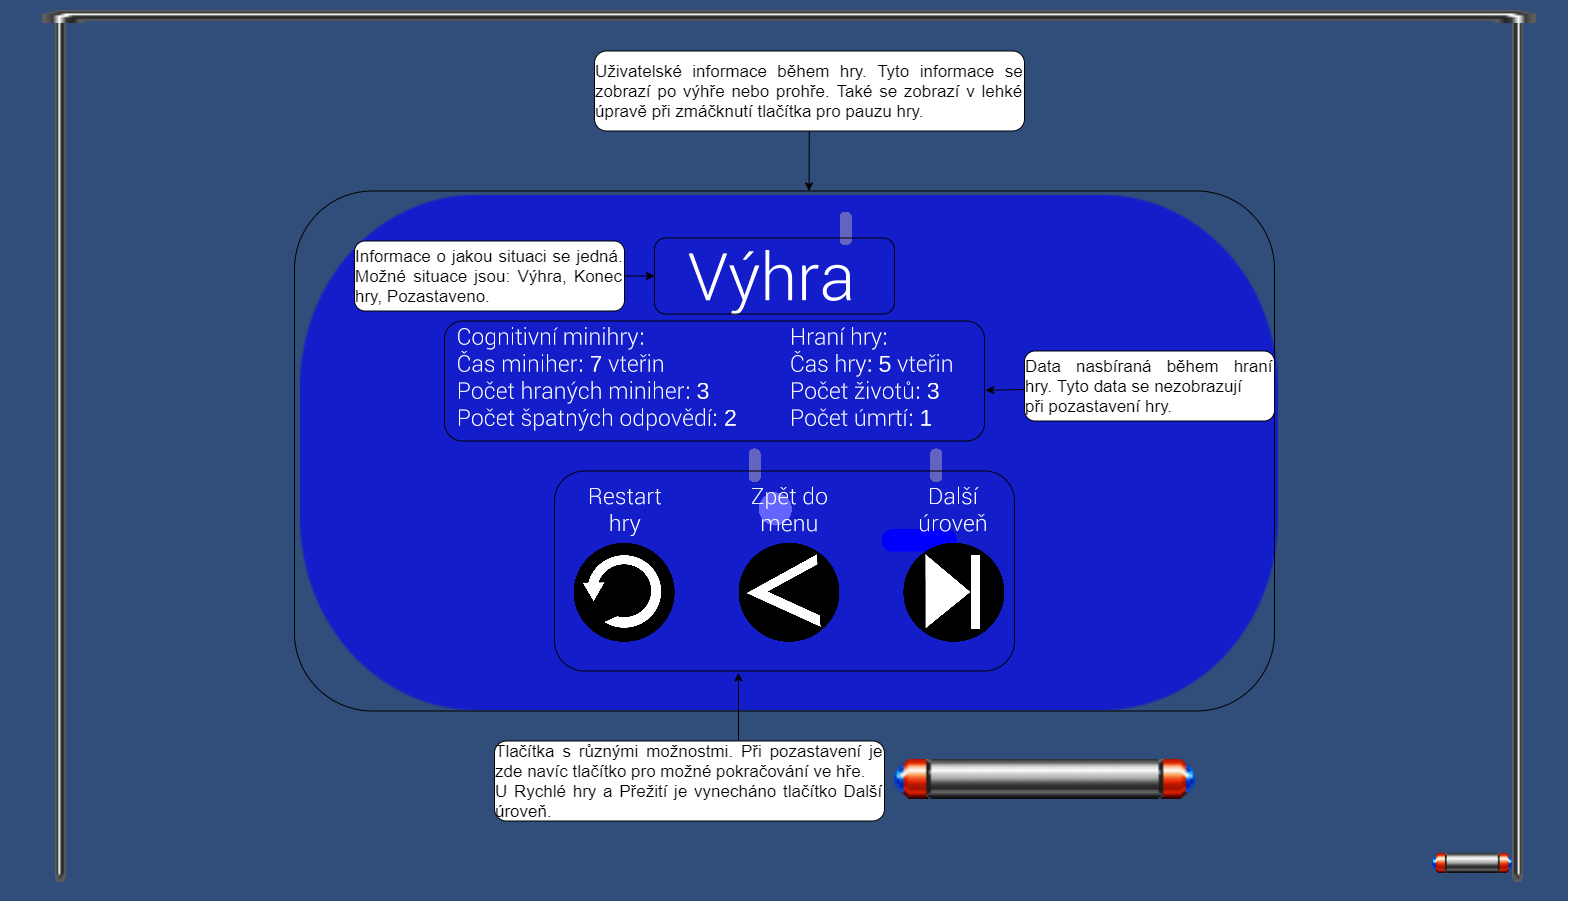 Uživatelské informace během hry. Tyto informace se
zobrazí po výhře nebo prohře. Také se zobrazí v lehké
úpravě při zmáčknutí tlačítka pro pauzu hry.
Informace o jakou situaci se jedná.
Možné situace jsou: Výhra, Konec
hry, Pozastaveno.
Výhra
Cognitivní minihry:
Čas miniher: 7 vteřin
Počet hraných miniher: 3
Počet špatných odpovědí: 2
Hraní hry:
Čas hry: 5 vteřin
Počet životů: 3
Počet úmrtí: 1
Data nasbíraná během hraní
hry. Tyto data se nezobrazují
při pozastavení hry.
Restart
hry
Zpět do
menu
Další
úroveň
Tlačítka s různými možnostmi. Při pozastavení je
zde navíc tlačítko pro možné pokračování ve hře.
U Rychlé hry a Přežití je vynecháno tlačítko Další
úroveň.